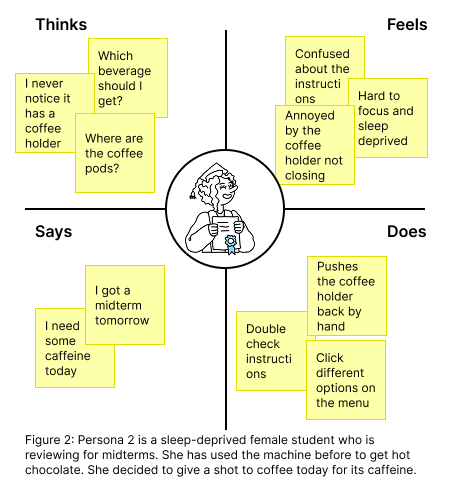 Thinks
Which
beverage
should I
get?
I never
notice it
has a
coffee
holder
Where are
the coffee
pods?
Feels
Confused
about the
instructi
ons
Hard to
focus and
sleep
deprived
Annoyed
by the
coffee
holder not
closing
Says
I got a
midterm
tomorrow
I need
some
caffeine
today
Does
Pushes
the coffee
holder
back by
hand
Double
check
instructi
ons
Click
different
options on
the menu
Figure 2: Persona 2 is a sleep-deprived female student who is
reviewing for midterms. She has used the machine before to get hot
chocolate. She decided to give a shot to coffee today for its caffeine.